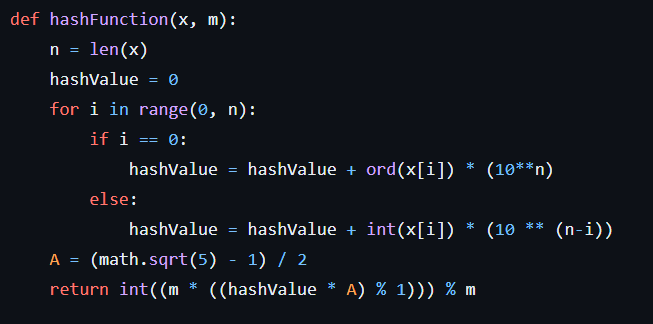 def hashFunction(x, m):
    n = len(x)
    hashValue = 0
    for i in range(0, n):
        if i == 0:
            hashValue = hashValue + ord(x[i]) * (10**n)
        else:
            hashValue = hashValue + int(x[i]) * (10 ** (n-i))
    A = (math.sqrt(5) - 1) / 2
    return int((m * ((hashValue * A) % 1))) % m